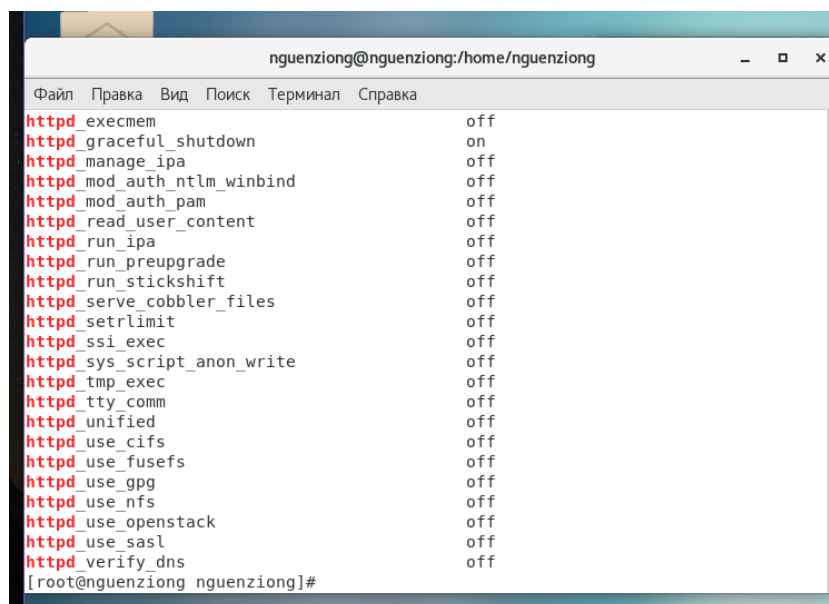 nguenziong@nguenziong:/home/nguenziong
Файл Правка Вид Поиск Терминал Справка
httpd_execmem off
httpd_graceful_shutdown on
httpd_manage_ipa off
httpd_mod_auth_ntlm_winbind off
httpd_mod_auth_pam off
httpd_read_user_content off
httpd_run_ipa off
httpd_run_preupgrade off
httpd_run_stickshift off
httpd_serve_cobbler_files off
httpd_setrlimit off
httpd_ssi_exec off
httpd_sys_script_anon_write off
httpd_tmp_exec off
httpd_tty_comm off
httpd_unified off
httpd_use_cifs off
httpd_use_fusefs off
httpd_use_gpg off
httpd_use_nfs off
httpd_use_openstack off
httpd_use_sasl off
httpd_verify_dns off
[root@nguenziong nguenziong]#